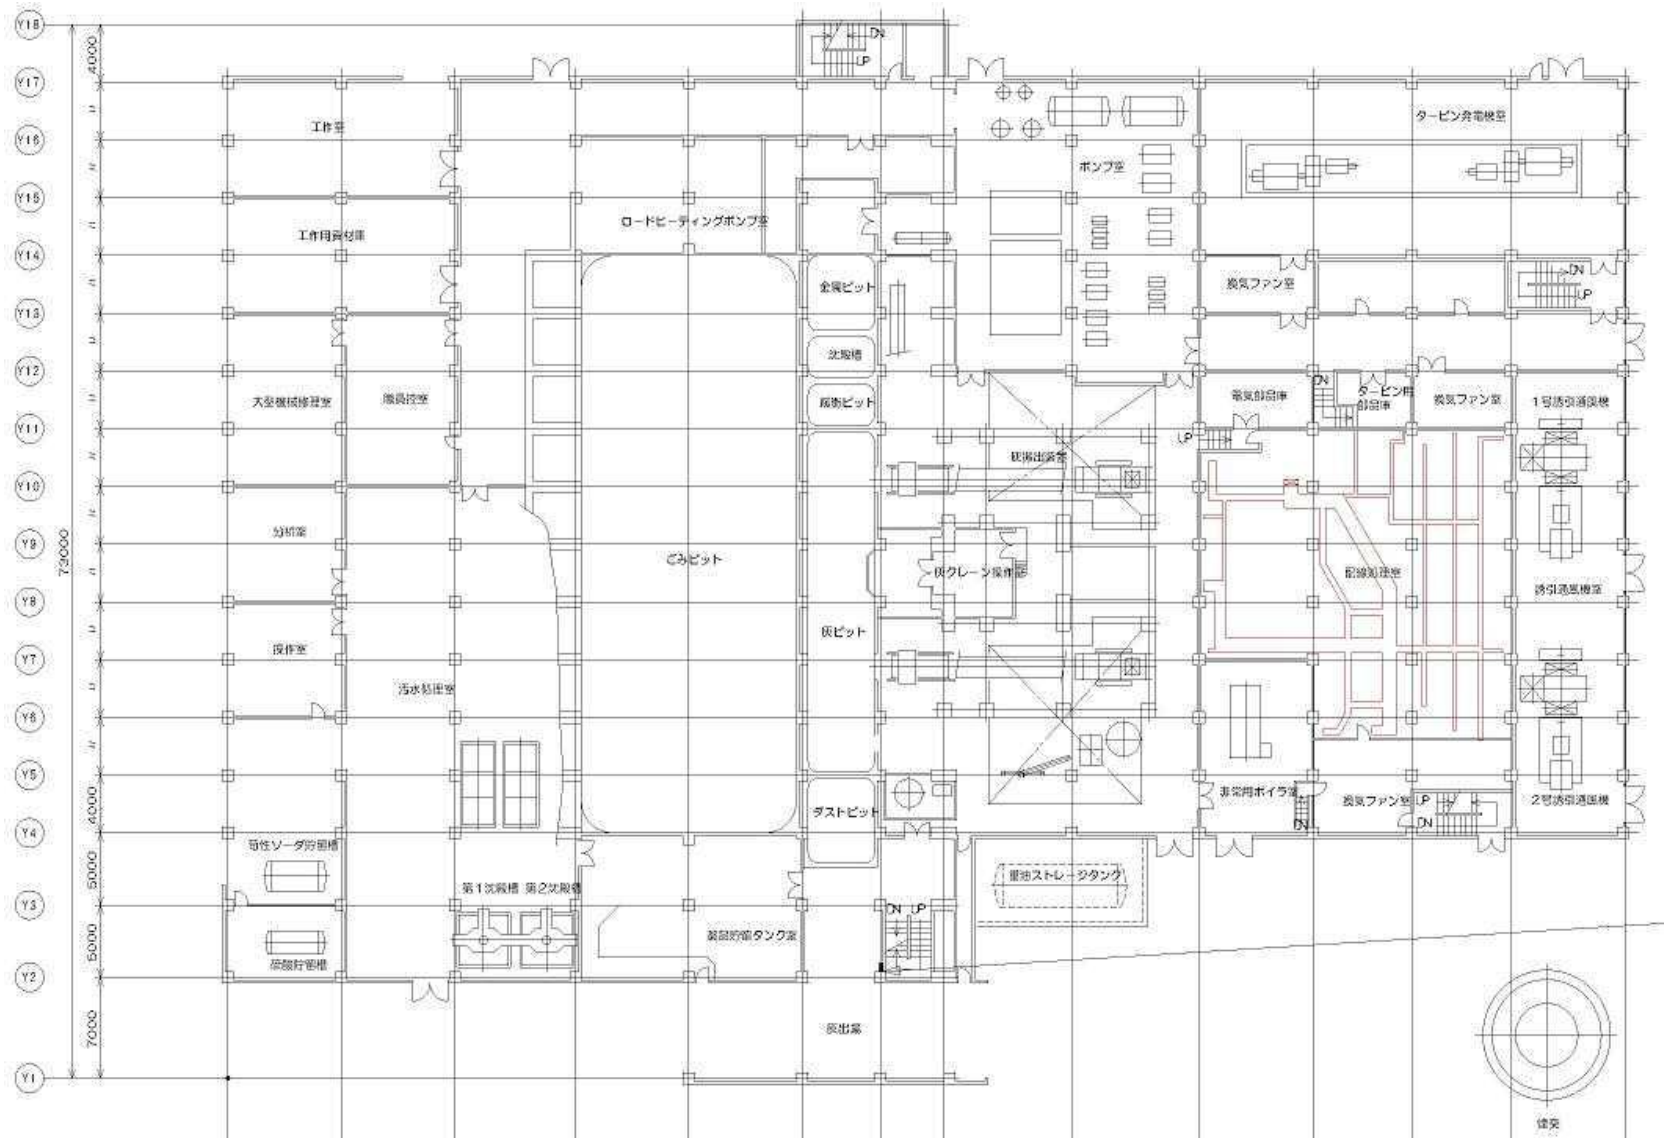 Y18
DN
UP
4000
Y17
タービン発電機室
工作室
Y16
〃
ポンプ室
Y15
ロードヒーティングポンプ室
〃
工作用資材庫
Y14
DN
金属ピット
換気ファン室
〃
UP
Y13
〃
沈殿槽
Y12
DN
タービン用
部品庫
電気部品庫
換気ファン室
大型機械修理室
職員控室
1号誘引通風機
〃
Y11
UP
灰搬出装置
〃
Y10
〃
分析室
Y9
73000
ごみピット
灰クレーン操作室
配線処理室
〃
誘引通風機室
Y8
〃
灰ピット
操作室
Y7
汚水処理室
〃
Y6
〃
Y5
4000
ダストピット
非常用ボイラ室
換気ファン室
UP
2号誘引通風機
DN
DN
Y4
苛性ソーダ貯留槽
5000
重油ストレージタンク
第1沈殿槽 第2沈殿槽
Y3
DN UP
5000
薬品貯留タンク室
硫酸貯留槽
Y2
7000
灰出場
Y1
煙突